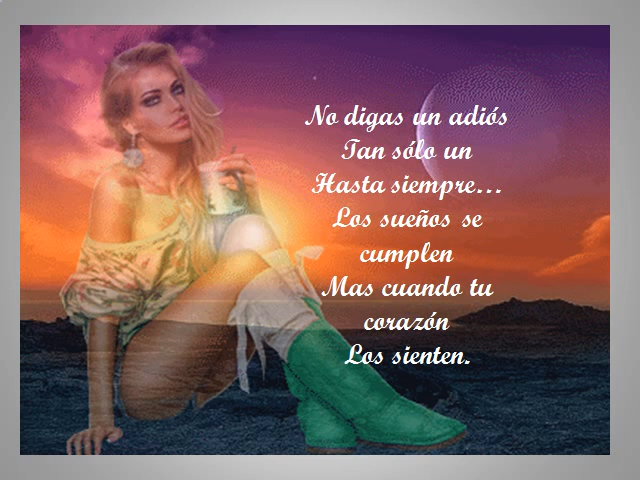 No digas un adiós
Tan sólo un
Hasta siempre...
Los sueños se
cumplen
Mas cuando tu
corazón
Los sienten.